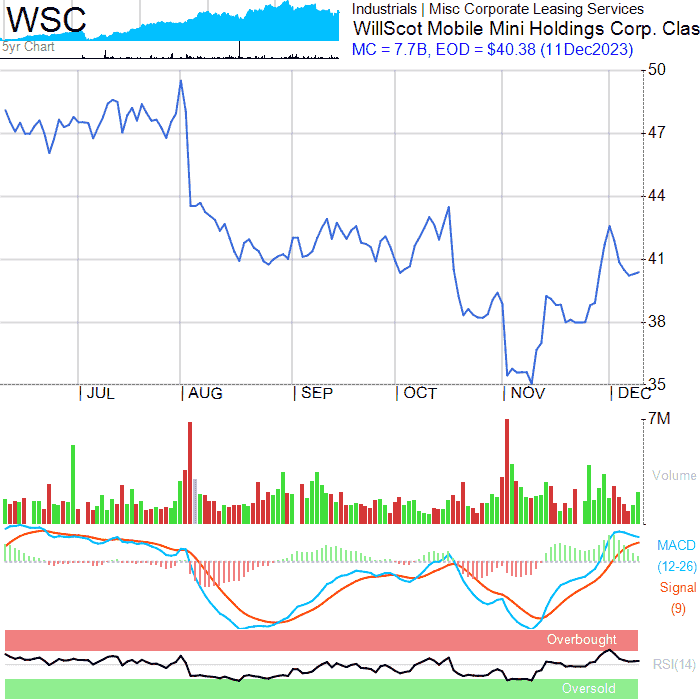 WSC
5yr Chart
Industrials | Misc Corporate Leasing Services
WillScot Mobile Mini Holdings Corp. Clas
MC = 7.7B, EOD = $40.38 (11Dec2023)
50
47
44
41
38
35
| JUL | AUG | SEP | OCT | NOV | DEC
7M
Volume
MACD
(12-26)
Signal
(9)
Overbought
RSI(14)
Oversold